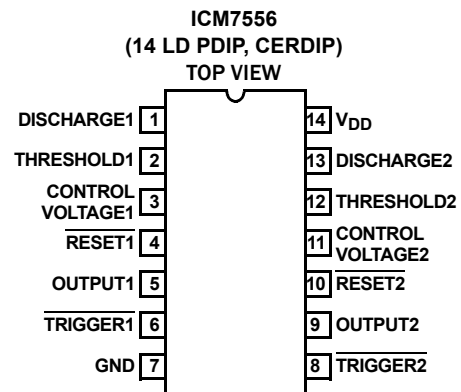 ICM7556
(14 LD PDIP, CERDIP)
TOP VIEW
DISCHARGE1 1
14 VDD
THRESHOLD1 2
13 DISCHARGE2
CONTROL
VOLTAGE1 3
12 THRESHOLD2
RESET1 4
11 CONTROL
VOLTAGE2
OUTPUT1 5
10 RESET2
TRIGGER1 6
9 OUTPUT2
GND 7
8 TRIGGER2